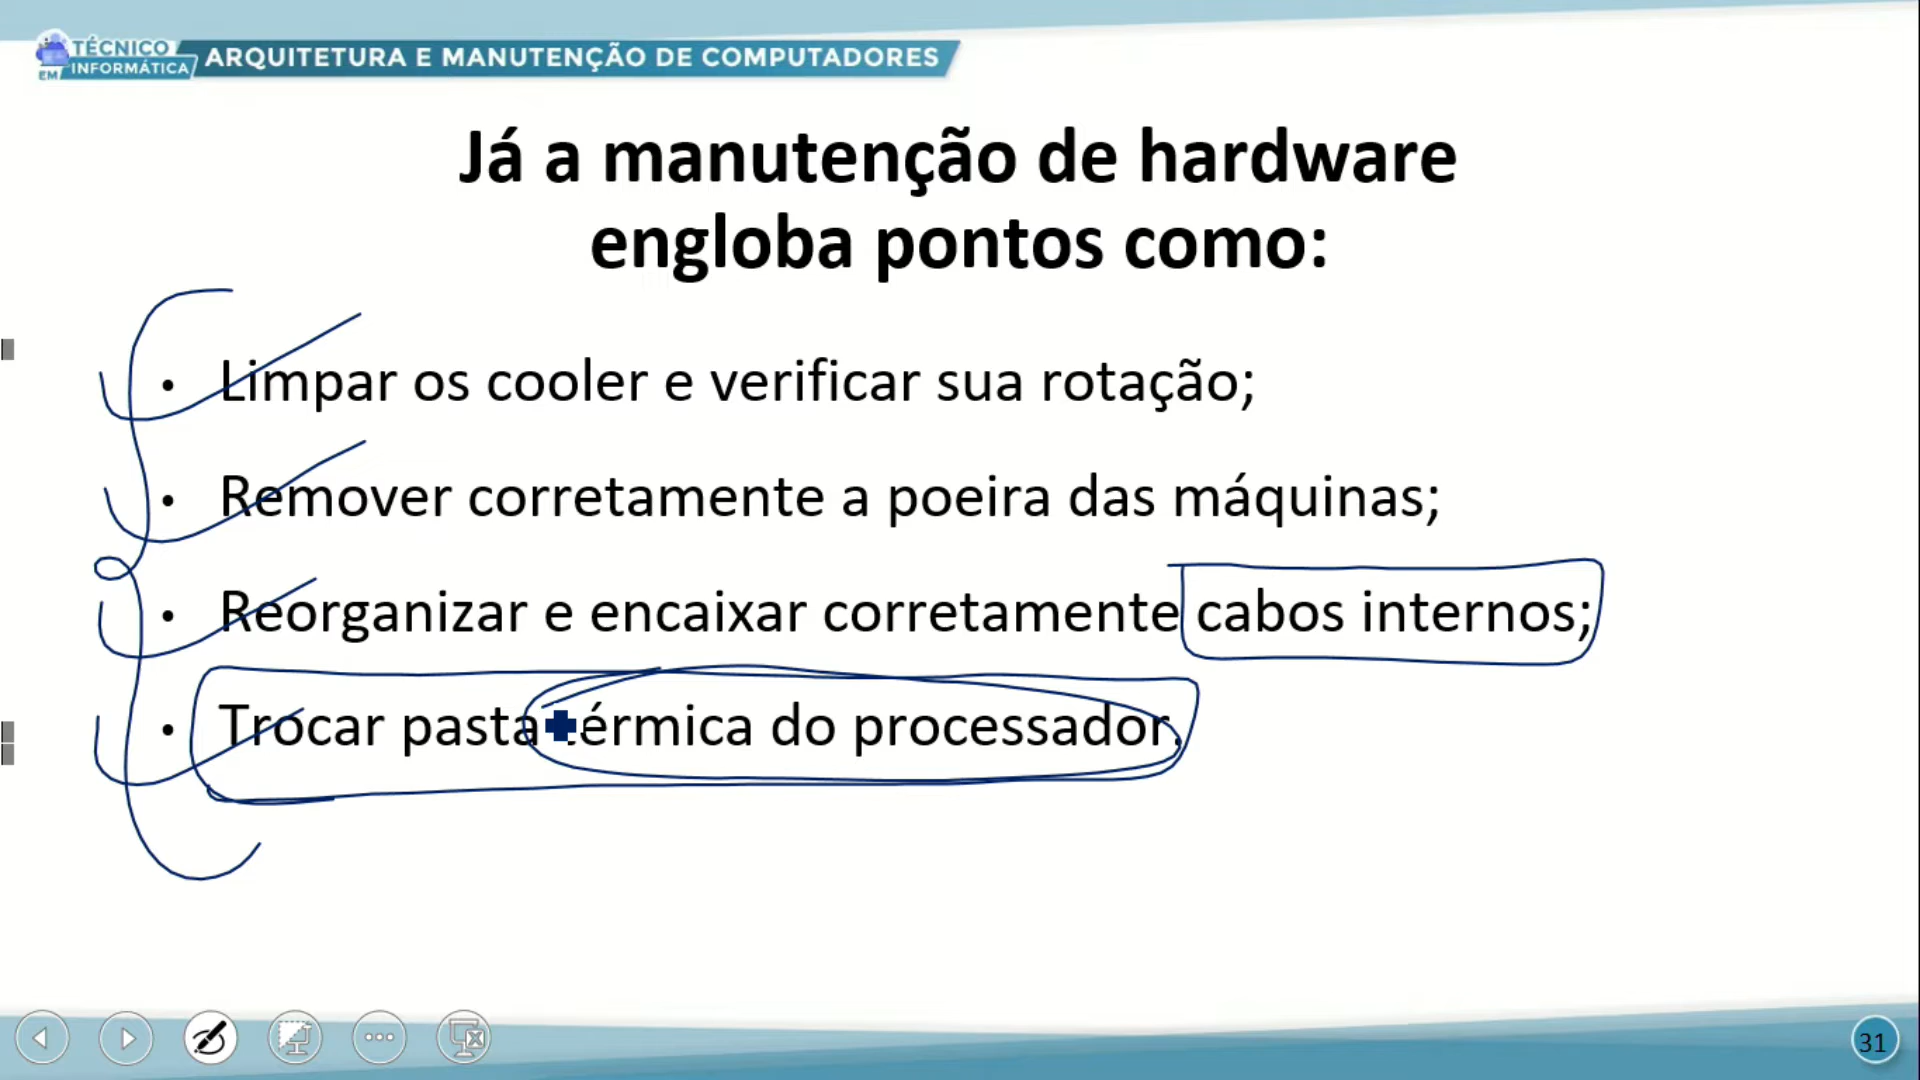 TÉCNICO
EM INFORMÁTICA
ARQUITETURA E MANUTENÇÃO DE COMPUTADORES
Já a manutenção de hardware
engloba pontos como:
• Limpar os cooler e verificar sua rotação;
• Remover corretamente a poeira das máquinas;
• Reorganizar e encaixar corretamente cabos internos;
• Trocar pasta térmica do processador.
31